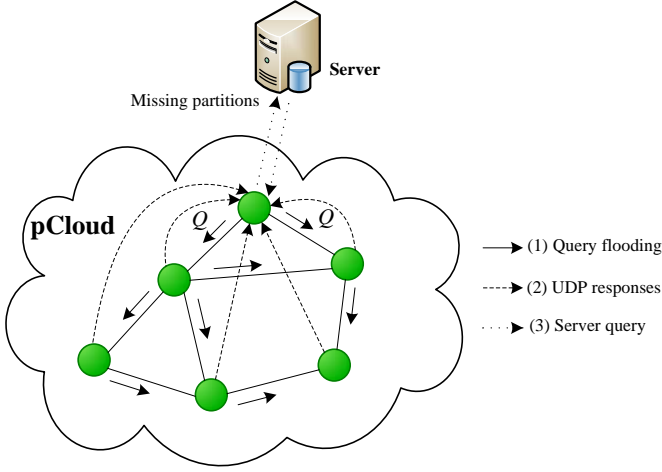 Server
Missing partitions
Q
Q
pCloud
(1) Query flooding
(2) UDP responses
(3) Server query